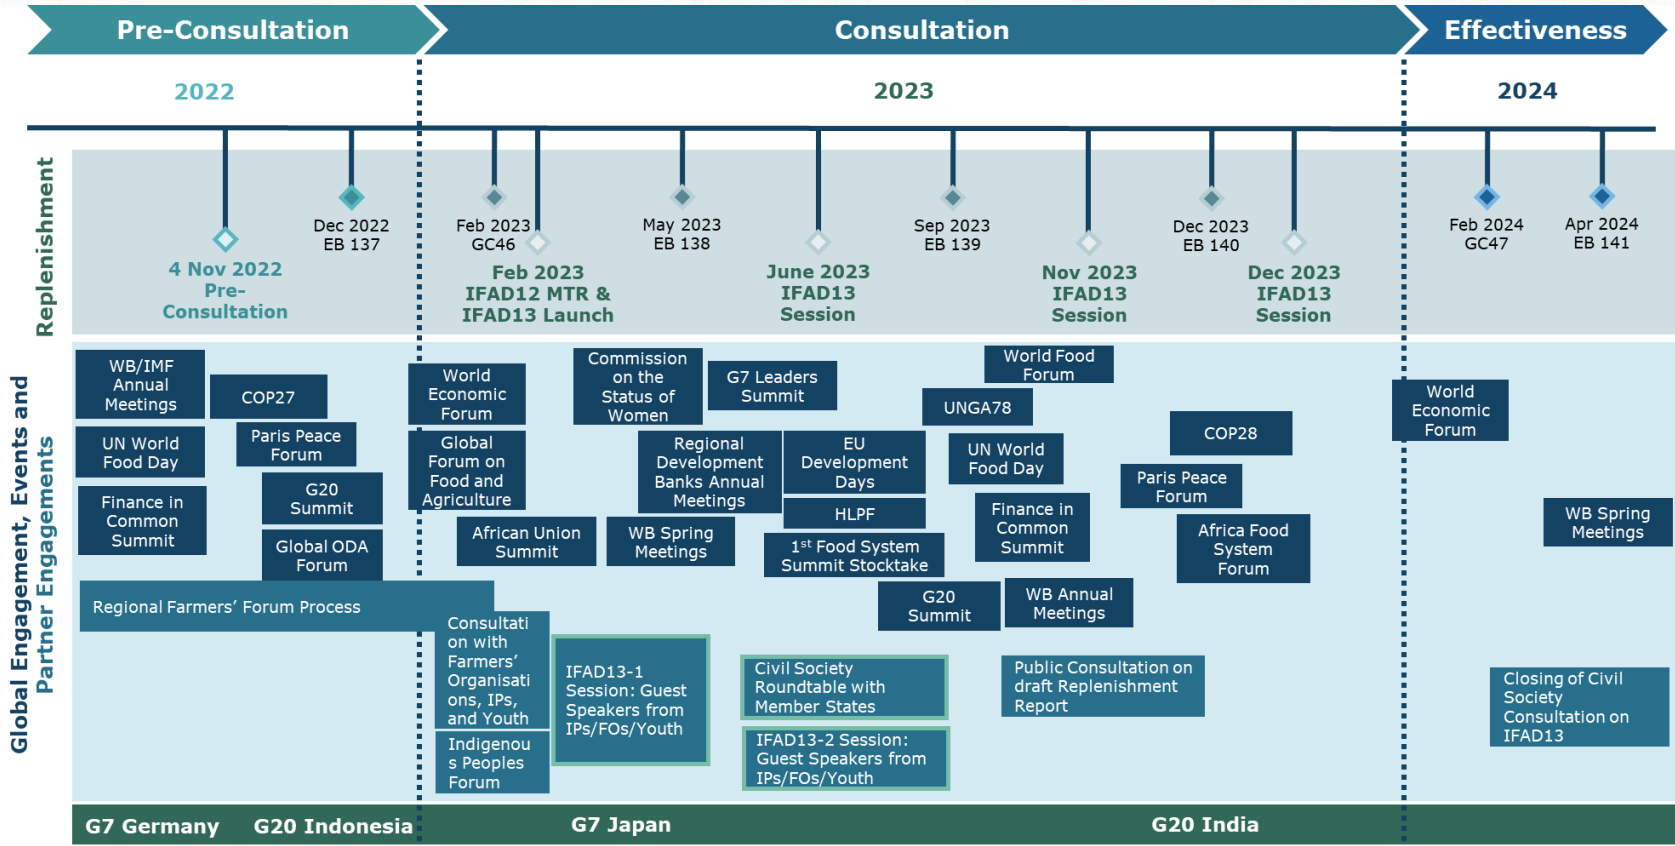 Pre-Consultation
Consultation
Effectiveness
2022
2023
2024
Replenishment
Dec 2022
EB 137
4 Nov 2022
Pre-
Consultation
Feb 2023
GC46
Feb 2023
IFAD12 MTR &
IFAD13 Launch
May 2023
EB 138
June 2023
IFAD13
Session
Sep 2023
EB 139
Nov 2023
IFAD13
Session
Dec 2023
EB 140
Dec 2023
IFAD13
Session
Feb 2024
GC47
Apr 2024
EB 141
Global Engagement, Events and
Partner Engagements
WB/IMF
Annual
Meetings
COP27
UN World
Food Day
Paris Peace
Forum
Finance in
Common
Summit
G20
Summit
Global ODA
Forum
Regional Farmers’ Forum Process
World
Economic
Forum
Global
Forum on
Food and
Agriculture
African Union
Summit
Consultati
on with
Farmers’
Organisati
ons, IPs,
and Youth
Indigenou
s Peoples
Forum
Commission
on the
Status of
Women
G7 Leaders
Summit
Regional
Development
Banks Annual
Meetings
WB Spring
Meetings
IFAD13-1
Session: Guest
Speakers from
IPs/FOs/Youth
EU
Development
Days
HLPF
1st Food System
Summit Stocktake
G20
Summit
Civil Society
Roundtable with
Member States
IFAD13-2 Session:
Guest Speakers from
IPs/FOs/Youth
World Food
Forum
UNGA78
UN World
Food Day
Finance in
Common
Summit
WB Annual
Meetings
Public Consultation on
draft Replenishment
Report
COP28
Paris Peace
Forum
Africa Food
System
Forum
World
Economic
Forum
WB Spring
Meetings
Closing of Civil
Society
Consultation on
IFAD13
G7 Germany
G20 Indonesia
G7 Japan
G20 India